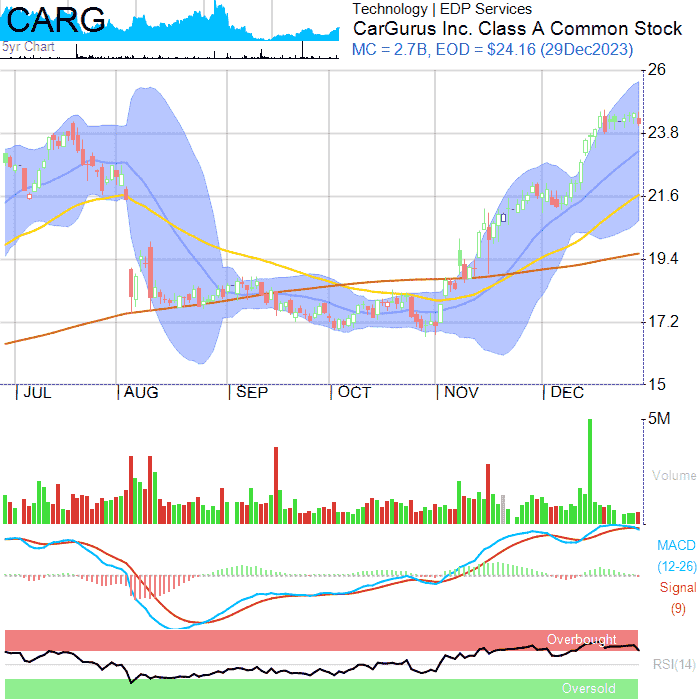 CARG
5yr Chart
Technology | EDP Services
CarGurus Inc. Class A Common Stock
MC = 2.7B, EOD = $24.16 (29Dec2023)
26
23.8
21.6
19.4
17.2
15
| JUL | AUG | SEP | OCT | NOV | DEC
5M
Volume
MACD
(12-26)
Signal
(9)
Overbought
RSI(14)
Oversold